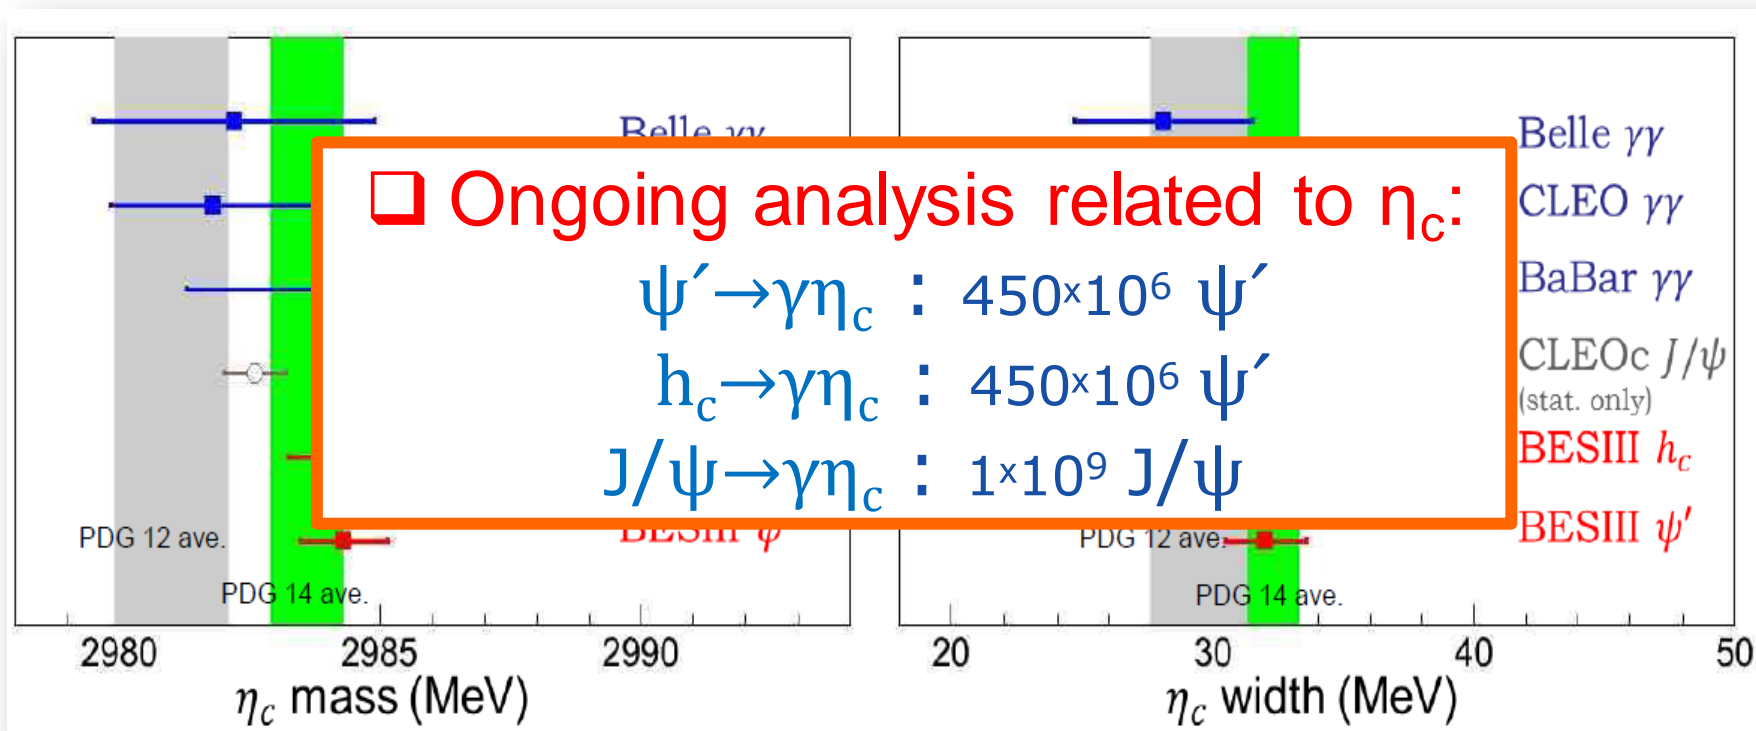 Belle γγ
❑ Ongoing analysis related to ηc:
ψ′→γηc : 450×10⁶ ψ′
hc→γηc : 450×10⁶ ψ′
J/ψ→γηc : 1×10⁹ J/ψ
BESIII ψ′
PDG 12 ave.
PDG 14 ave.
2980 2985 2990
ηc mass (MeV)
Belle γγ
CLEO γγ
BaBar γγ
CLEOc J/ψ
(stat. only)
BESIII hc
BESIII ψ′
PDG 12 ave.
PDG 14 ave.
20 30 40 50
ηc width (MeV)